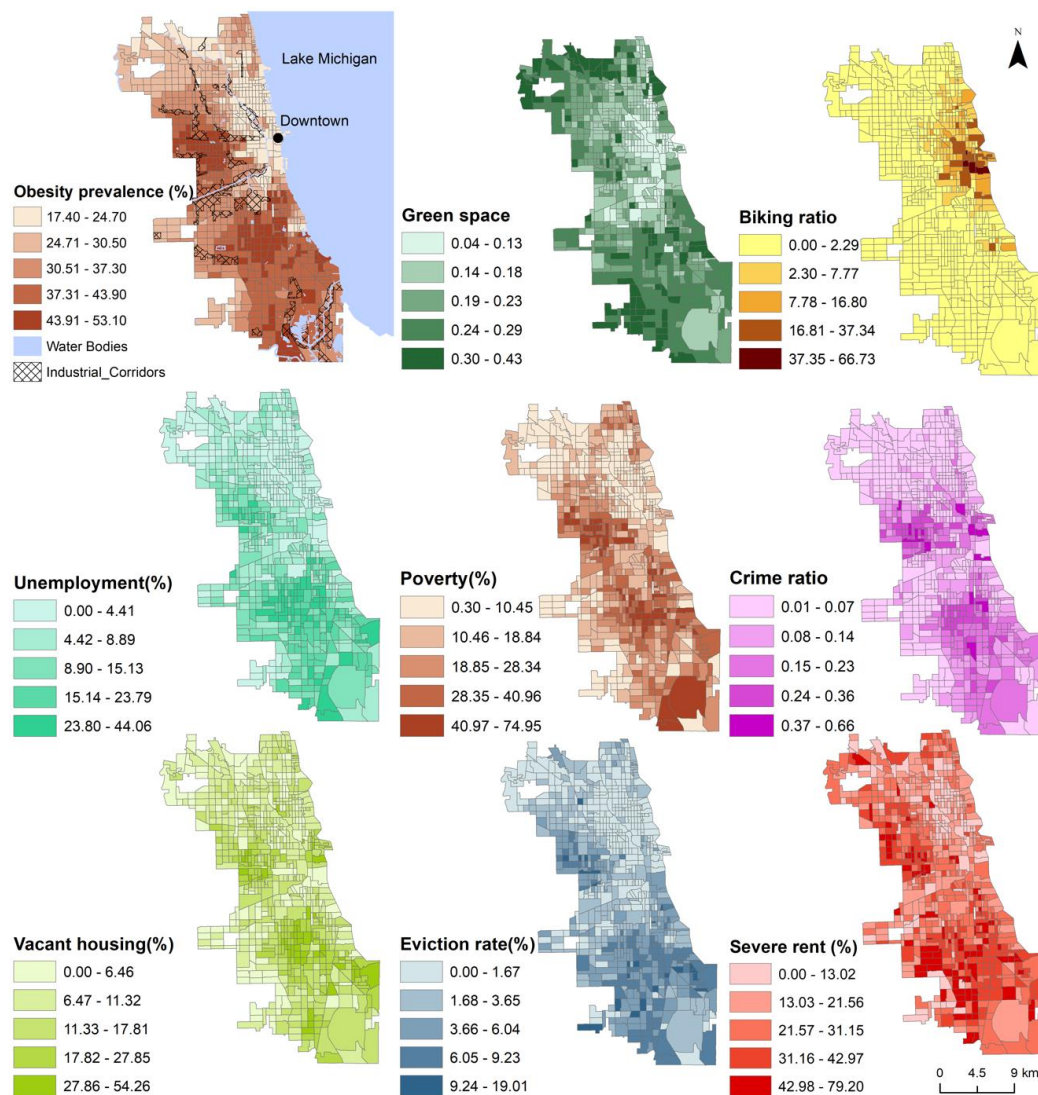 Lake Michigan
Downtown
Obesity prevalence (%)
17.40 - 24.70
24.71 - 30.50
30.51 - 37.30
37.31 - 43.90
43.91 - 53.10
Water Bodies
Industrial_Corridors
Green space
0.04 - 0.13
0.14 - 0.18
0.19 - 0.23
0.24 - 0.29
0.30 - 0.43
N
Biking ratio
0.00 - 2.29
2.30 - 7.77
7.78 - 16.80
16.81 - 37.34
37.35 - 66.73
Unemployment(%)
0.00 - 4.41
4.42 - 8.89
8.90 - 15.13
15.14 - 23.79
23.80 - 44.06
Poverty(%)
0.30 - 10.45
10.46 - 18.84
18.85 - 28.34
28.35 - 40.96
40.97 - 74.95
Crime ratio
0.01 - 0.07
0.08 - 0.14
0.15 - 0.23
0.24 - 0.36
0.37 - 0.66
Vacant housing(%)
0.00 - 6.46
6.47 - 11.32
11.33 - 17.81
17.82 - 27.85
27.86 - 54.26
Eviction rate(%)
0.00 - 1.67
1.68 - 3.65
3.66 - 6.04
6.05 - 9.23
9.24 - 19.01
Severe rent (%)
0.00 - 13.02
13.03 - 21.56
21.57 - 31.15
31.16 - 42.97
42.98 - 79.20
0 4.5 9 km